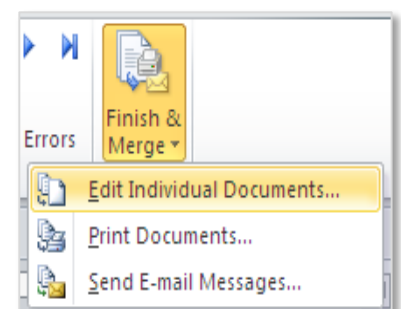 Errors
Finish &
Merge
Edit Individual Documents...
Print Documents...
Send E-mail Messages...